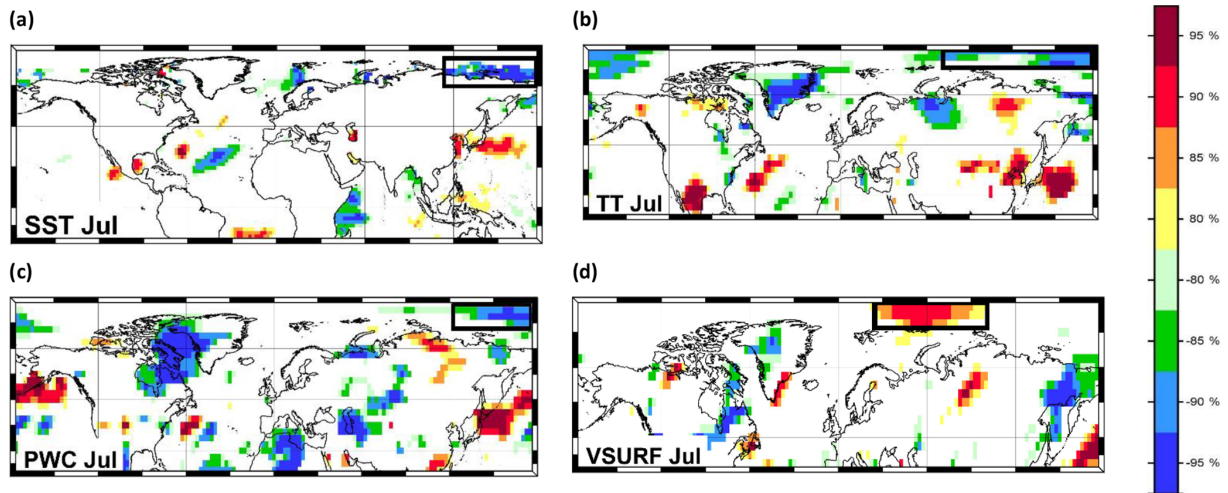 (a)
SST Jul
(b)
TT Jul
(c)
PWC Jul
(d)
VSURF Jul
95 %
90 %
85 %
80 %
-80 %
-85 %
-90 %
-95 %